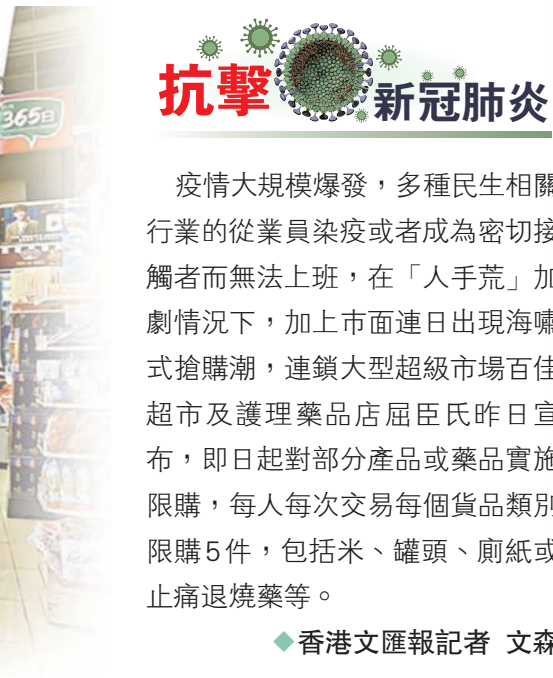 365日
抗擊
新冠肺炎
疫情大規模爆發，多種民生相關
行業的從業員染疫或者成為密切接
觸者而無法上班，在「人手荒」加
劇情況下，加上市面連日出現海嘯
式搶購潮，連鎖大型超級市場百佳
超市及護理藥品店屈臣氏昨日宣
布，即日起對部分產品或藥品實施
限購，每人每次交易每個貨品類別
限購5件，包括米、罐頭、廁紙或
止痛退燒藥等。
◆香港文匯報記者 文森